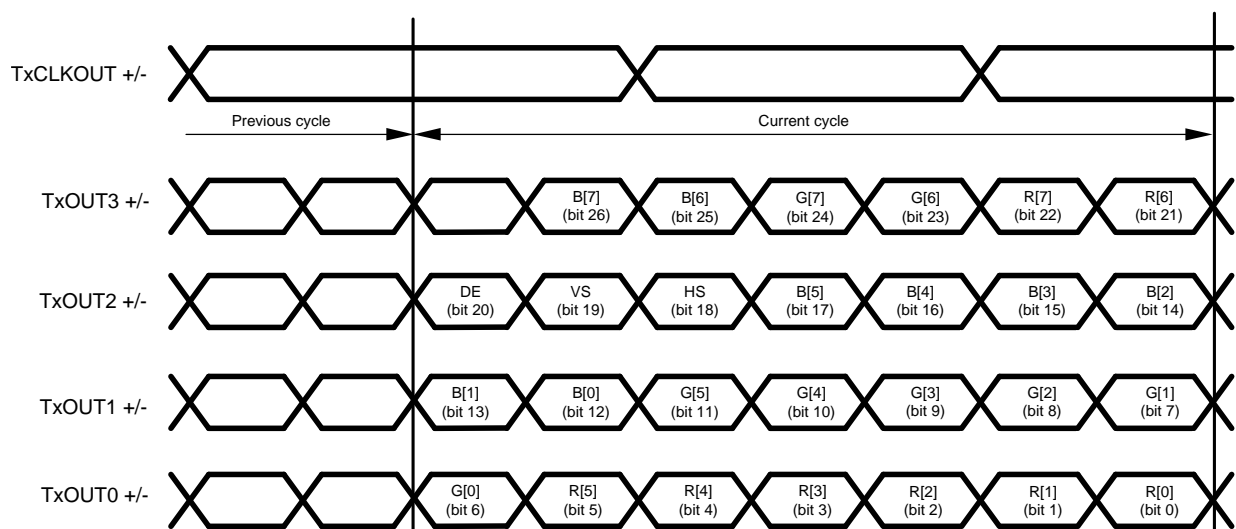 TxCLKOUT +/-
Previous cycle Current cycle
TxOUT3 +/-
B[7] B[6] G[7] G[6] R[7] R[6]
(bit 26) (bit 25) (bit 24) (bit 23) (bit 22) (bit 21)
TxOUT2 +/-
DE VS HS B[5] B[4] B[3] B[2]
(bit 20) (bit 19) (bit 18) (bit 17) (bit 16) (bit 15) (bit 14)
TxOUT1 +/-
B[1] B[0] G[5] G[4] G[3] G[2] G[1]
(bit 13) (bit 12) (bit 11) (bit 10) (bit 9) (bit 8) (bit 7)
TxOUT0 +/-
G[0] R[5] R[4] R[3] R[2] R[1] R[0]
(bit 6) (bit 5) (bit 4) (bit 3) (bit 2) (bit 1) (bit 0)